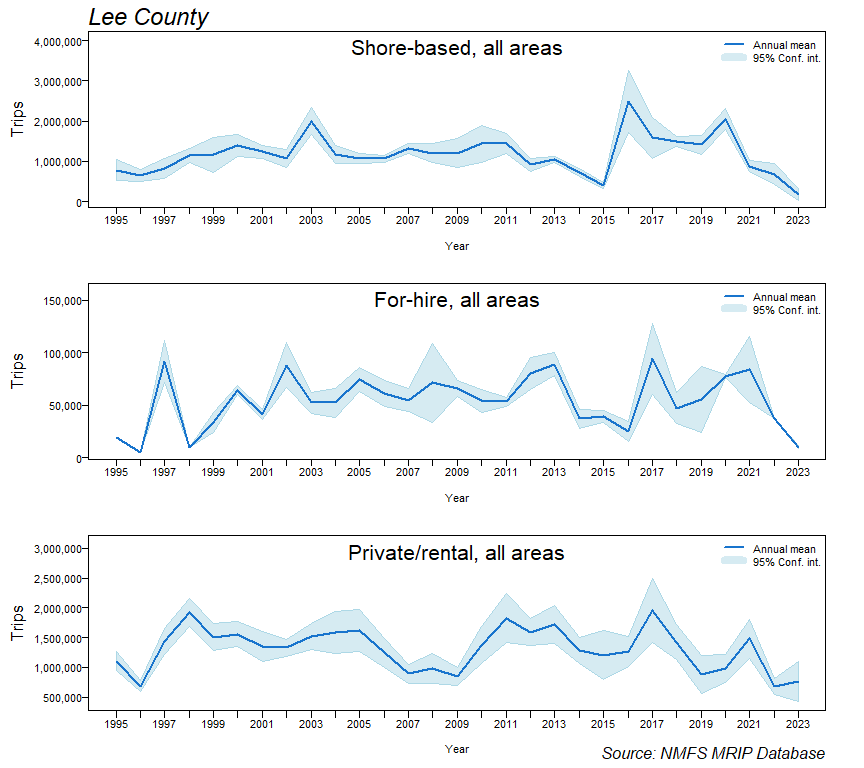 Lee County
Shore-based, all areas
Annual mean
95% Conf. int.
Trips
4,000,000
3,000,000
2,000,000
1,000,000
0
1995 1997 1999 2001 2003 2005 2007 2009 2011 2013 2015 2017 2019 2021 2023
Year
For-hire, all areas
Annual mean
95% Conf. int.
Trips
150,000
100,000
50,000
0
1995 1997 1999 2001 2003 2005 2007 2009 2011 2013 2015 2017 2019 2021 2023
Year
Private/rental, all areas
Annual mean
95% Conf. int.
Trips
3,000,000
2,500,000
2,000,000
1,500,000
1,000,000
500,000
1995 1997 1999 2001 2003 2005 2007 2009 2011 2013 2015 2017 2019 2021 2023
Year
Source: NMFS MRIP Database